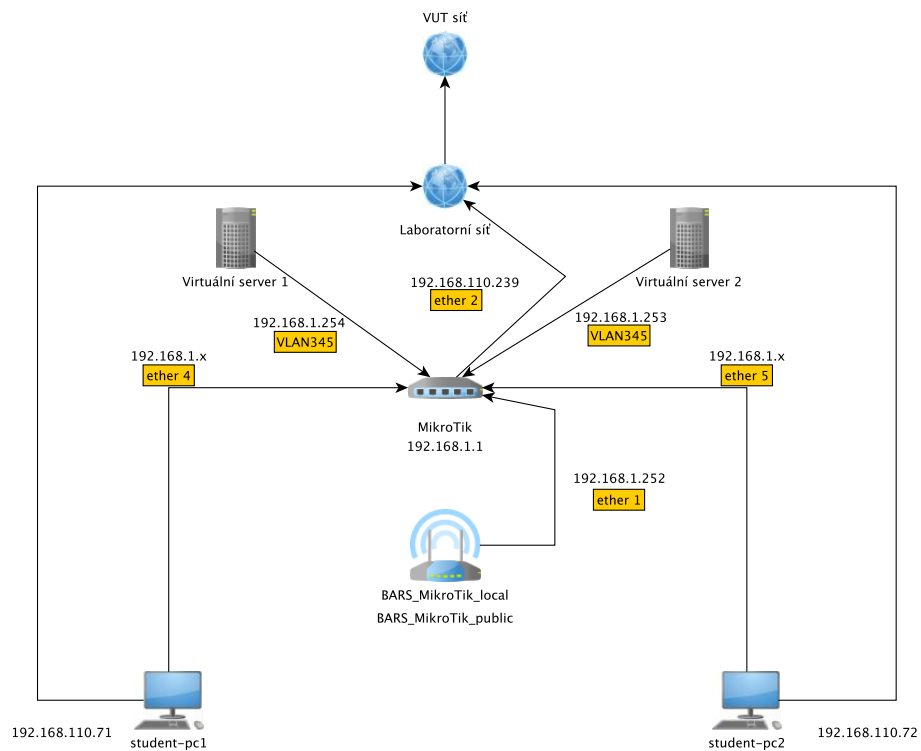 VUT síť
Laboratorní síť
Virtuální server 1
Virtuální server 2
192.168.110.239
ether 2
192.168.1.254
VLAN345
192.168.1.253
VLAN345
192.168.1.x
ether 4
192.168.1.x
ether 5
MikroTik
192.168.1.1
192.168.1.252
ether 1
BARS_MikroTik_local
BARS_MikroTik_public
192.168.110.71
student-pc1
student-pc2
192.168.110.72